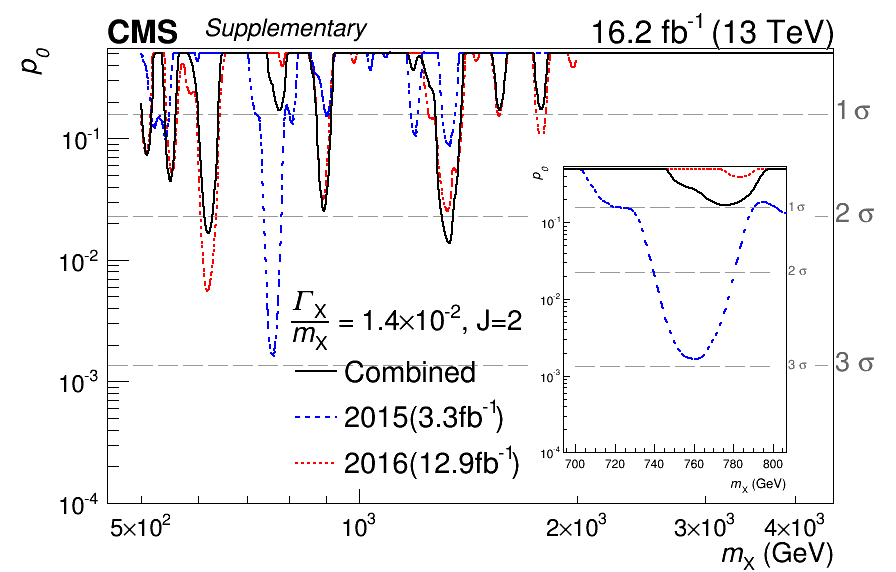 CMS Supplementary 16.2 fb⁻¹ (13 TeV)
p₀
10⁻¹
10⁻²
10⁻³
10⁻⁴
1 σ
2 σ
3 σ
Γ_X/m_X = 1.4×10⁻², J=2
Combined
2015(3.3fb⁻¹)
2016(12.9fb⁻¹)
p₀
10⁻¹
10⁻²
10⁻³
10⁻⁴
1 σ
2 σ
3 σ
700 720 740 760 780 800
m_X (GeV)
5×10² 10³ 2×10³ 3×10³ 4×10³
m_X (GeV)